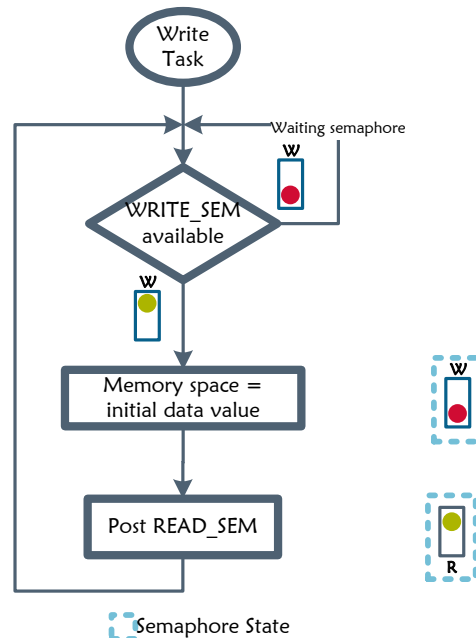 Write
Task
Waiting semaphore
W
WRITE_SEM
available
W
Memory space =
initial data value
W
Post READ_SEM
R
Semaphore State